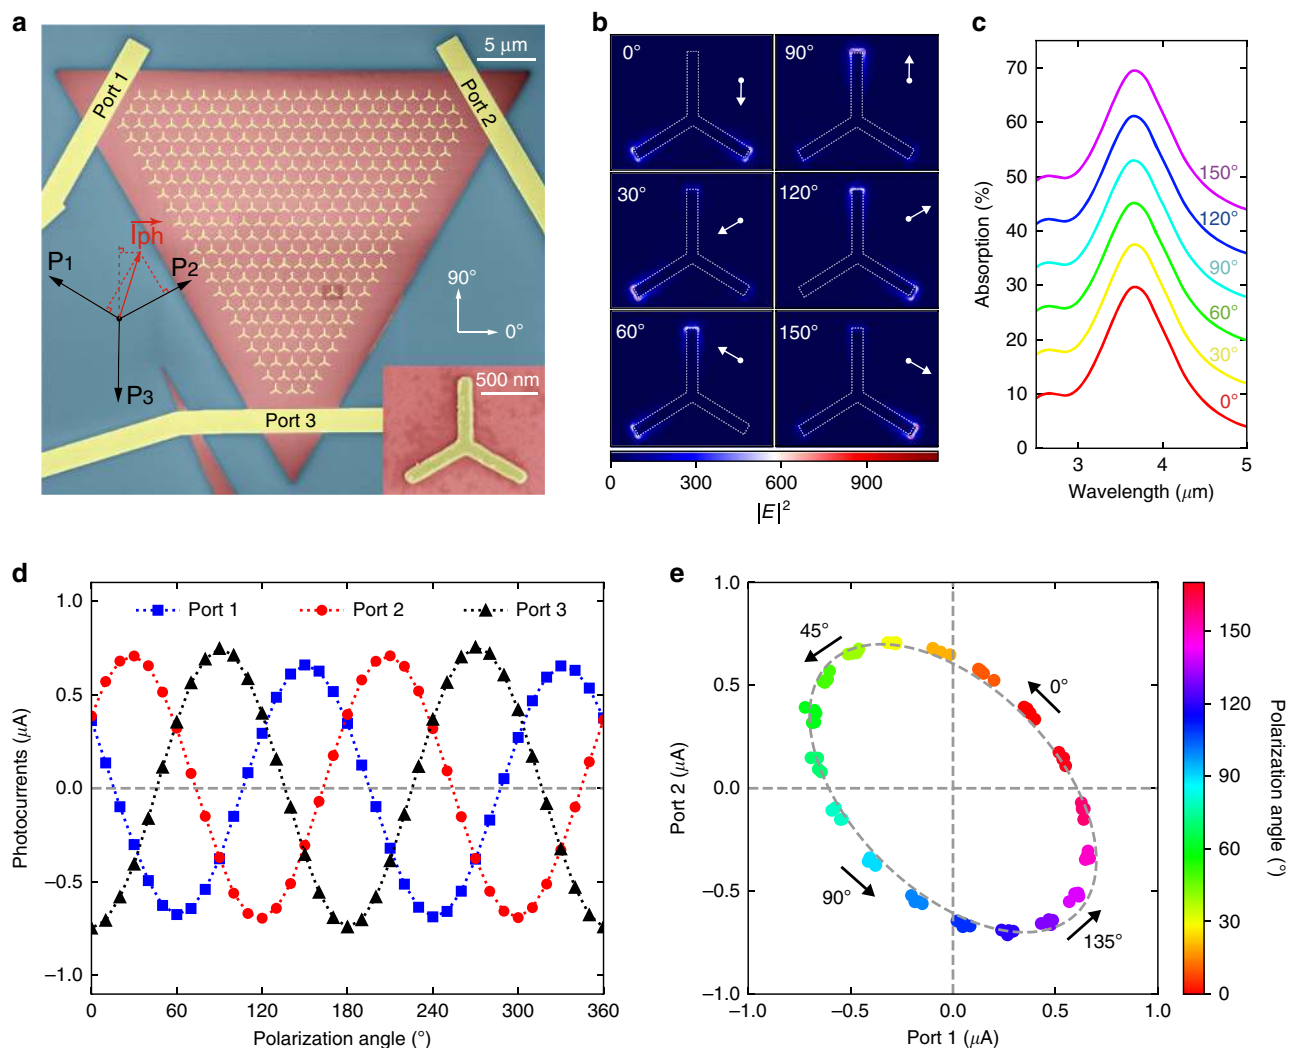 a
5 μm
Port 1
Port 2
Iph
P1
P2
P3
90°
0°
Port 3
500 nm
b
0°
90°
30°
120°
60°
150°
0
300
600
900
|E|²
c
Absorption (%)
70
60
50
40
30
20
10
0
150°
120°
90°
60°
30°
0°
3
4
5
Wavelength (μm)
d
Photocurrents (μA)
1.0
0.5
0.0
−0.5
−1.0
Port 1
Port 2
Port 3
0
60
120
180
240
300
360
Polarization angle (°)
e
Port 2 (μA)
1.0
0.5
0.0
−0.5
−1.0
45°
0°
90°
135°
−1.0
−0.5
0.0
0.5
1.0
Port 1 (μA)
150
120
90
60
30
0
Polarization angle (°)